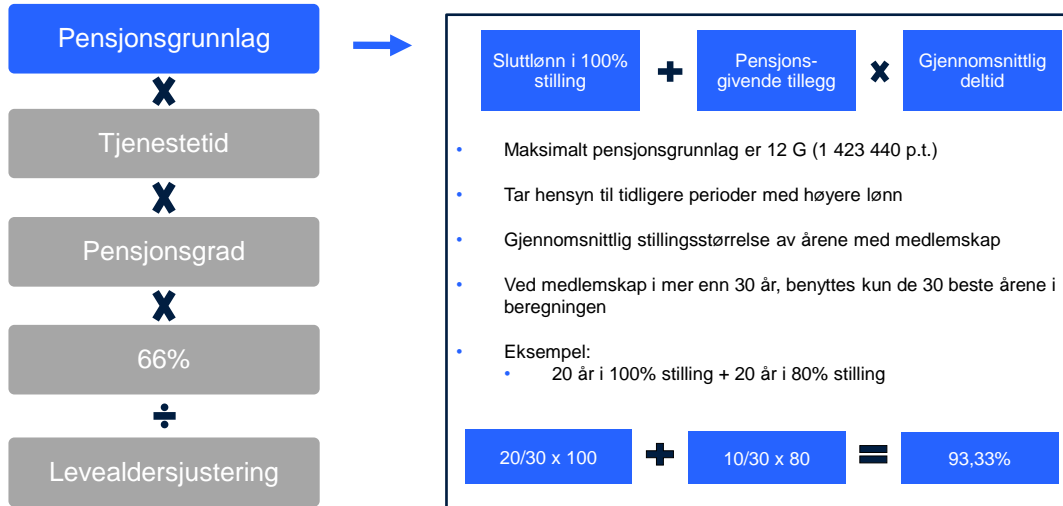 Pensjonsgrunnlag
×
Tjenestetid
×
Pensjonsgrad
×
66%
÷
Levealdersjustering
Sluttlønn i 100%
stilling
+
Pensjons-
givende tillegg
×
Gjennomsnittlig
deltid
• Maksimalt pensjonsgrunnlag er 12 G (1 423 440 p.t.)
• Tar hensyn til tidligere perioder med høyere lønn
• Gjennomsnittlig stillingsstørrelse av årene med medlemskap
• Ved medlemskap i mer enn 30 år, benyttes kun de 30 beste årene i
beregningen
• Eksempel:
• 20 år i 100% stilling + 20 år i 80% stilling
20/30 x 100
+
10/30 x 80
=
93,33%